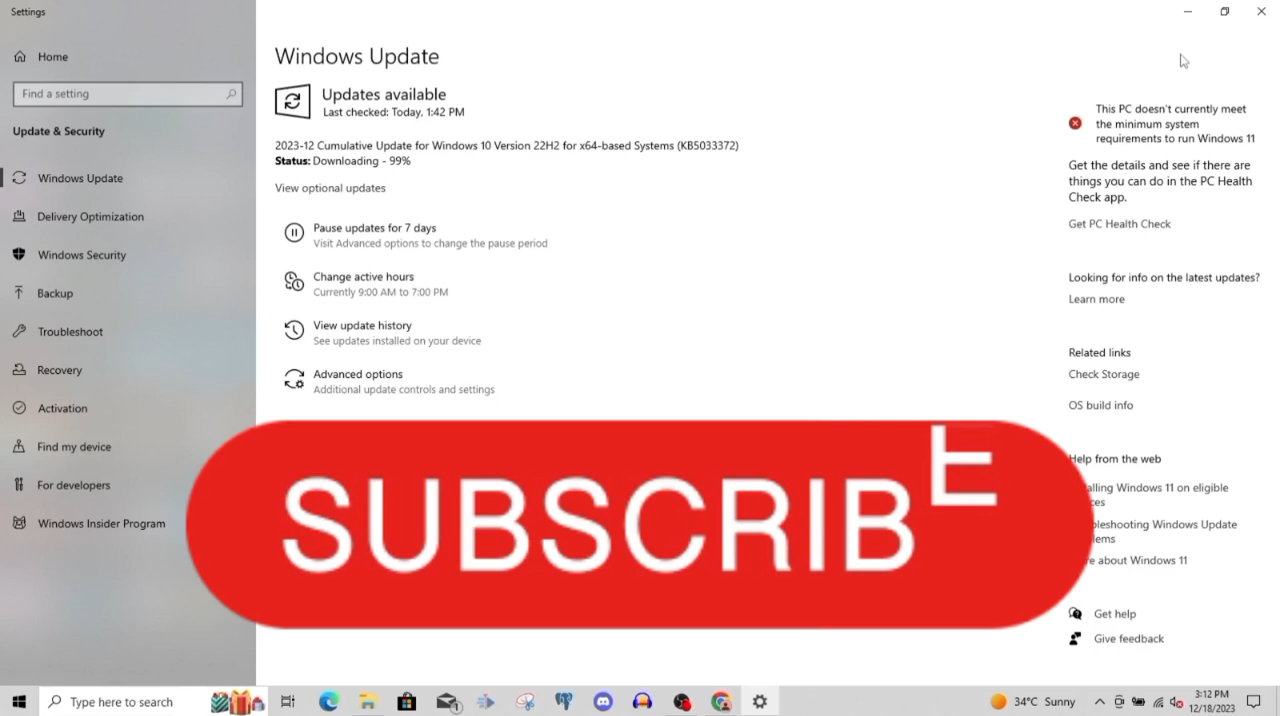 Settings
Home
Find a setting
Update & Security
Windows Update
Delivery Optimization
Windows Security
Backup
Troubleshoot
Recovery
Activation
Find my device
For developers
Windows Insider Program
Windows Update
Updates available
Last checked: Today, 1:42 PM
2023-12 Cumulative Update for Windows 10 Version 22H2 for x64-based Systems (KB5033372)
Status: Downloading - 99%
View optional updates
Pause updates for 7 days
Visit Advanced options to change the pause period
Change active hours
Currently 9:00 AM to 7:00 PM
View update history
See updates installed on your device
Advanced options
Additional update controls and settings
SUBSCRIBE
This PC doesn't currently meet
the minimum system
requirements to run Windows 11
Get the details and see if there are
things you can do in the PC Health
Check app.
Get PC Health Check
Looking for info on the latest updates?
Learn more
Related links
Check Storage
OS build info
Help from the web
Windows 11 on eligible
Windows Update
about Windows 11
Get help
Give feedback
Type here to search
34°C Sunny
3:12 PM
12/18/2023